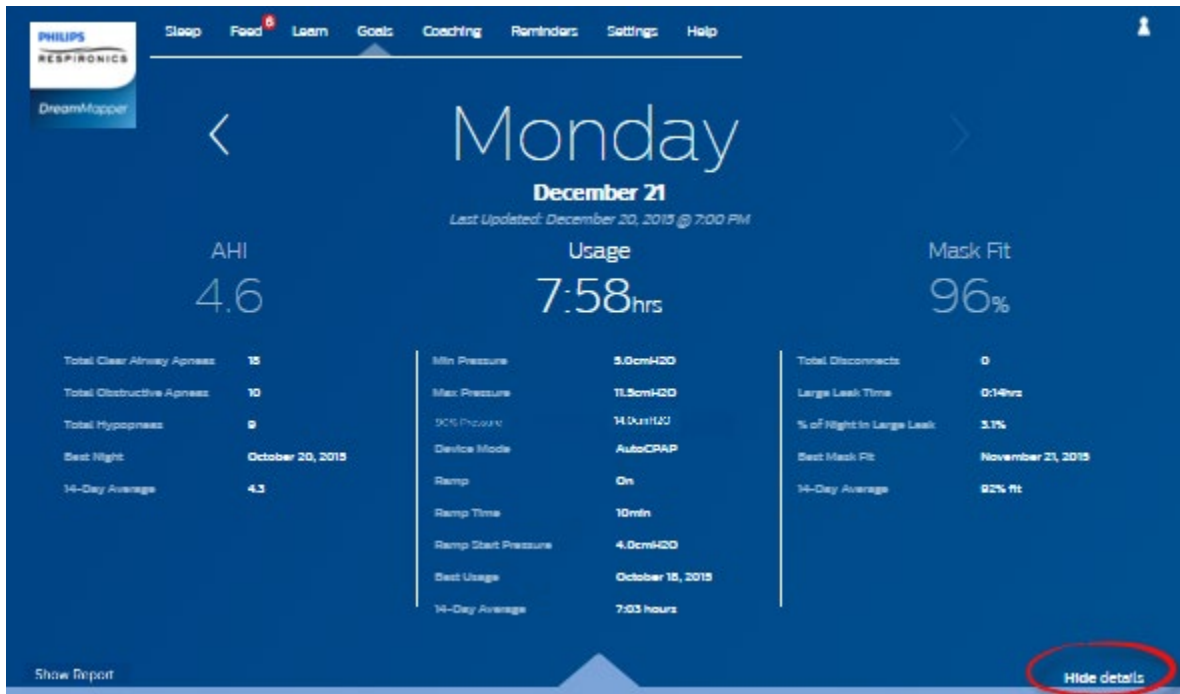 PHILIPS
RESPIRONICS
DreamMapper
Sleep Feed 6 Learn Goals Coaching Reminders Settings Help
Monday
December 21
Last Updated: December 20, 2015 @ 7:00 PM
AHI
4.6
Total Clear Airway Apneas 18
Total Obstructive Apneas 10
Total Hypopneas 9
Best Night October 20, 2015
14-Day Average 4.3
Usage
7:58hrs
Min Pressure 5.0cmH2O
Max Pressure 11.5cmH2O
90% Pressure 14.0cmH2O
Device Mode AutoCPAP
Ramp On
Ramp Time 10min
Ramp Start Pressure 4.0cmH2O
Best Usage October 18, 2015
14-Day Average 7:03 hours
Mask Fit
96%
Total Disconnects 0
Large Leak Time 0:14hrs
% of Night in Large Leak 3.1%
Best Mask Fit November 21, 2015
14-Day Average 92% fit
Show Report
Hide details